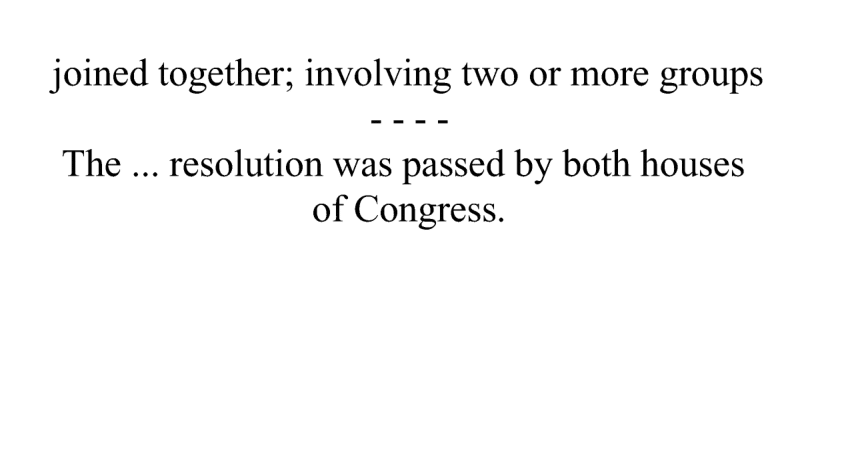 joined together; involving two or more groups
- - - -
The ... resolution was passed by both houses
of Congress.